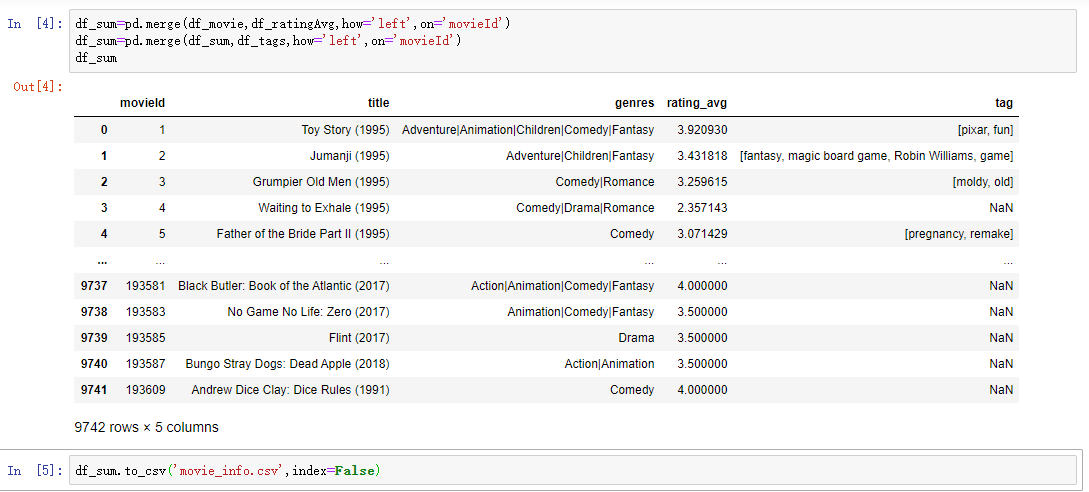 In [4]: df_sum=pd.merge(df_movie,df_ratingAvg,how='left',on='movieId')
df_sum=pd.merge(df_sum,df_tags,how='left',on='movieId')
df_sum
Out[4]:
movieId title genres rating_avg tag
0 1 Toy Story (1995) Adventure|Animation|Children|Comedy|Fantasy 3.920930 [pixar, fun]
1 2 Jumanji (1995) Adventure|Children|Fantasy 3.431818 [fantasy, magic board game, Robin Williams, game]
2 3 Grumpier Old Men (1995) Comedy|Romance 3.259615 [moldy, old]
3 4 Waiting to Exhale (1995) Comedy|Drama|Romance 2.357143 NaN
4 5 Father of the Bride Part II (1995) Comedy 3.071429 [pregnancy, remake]
... ... ... ... ... ...
9737 193581 Black Butler: Book of the Atlantic (2017) Action|Animation|Comedy|Fantasy 4.000000 NaN
9738 193583 No Game No Life: Zero (2017) Animation|Comedy|Fantasy 3.500000 NaN
9739 193585 Flint (2017) Drama 3.500000 NaN
9740 193587 Bungo Stray Dogs: Dead Apple (2018) Action|Animation 3.500000 NaN
9741 193609 Andrew Dice Clay: Dice Rules (1991) Comedy 4.000000 NaN
9742 rows × 5 columns
In [5]: df_sum.to_csv('movie_info.csv',index=False)